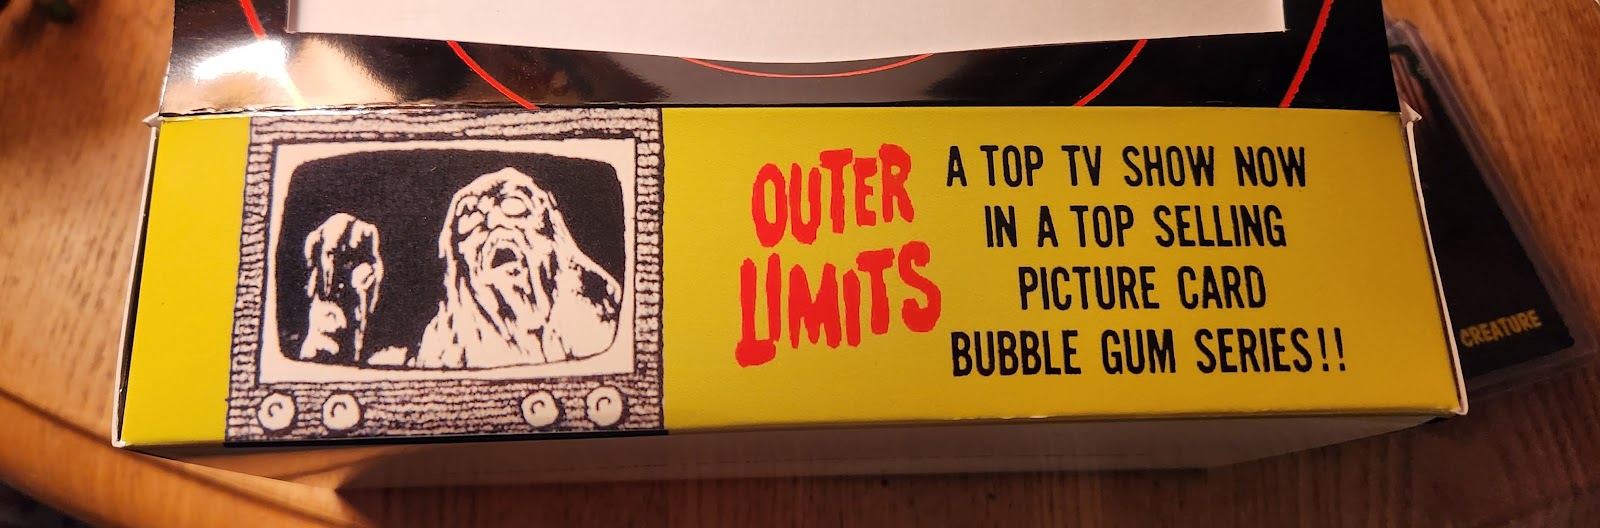 OUTER
LIMITS
A TOP TV SHOW NOW
IN A TOP SELLING
PICTURE CARD
BUBBLE GUM SERIES!!
CREATURE